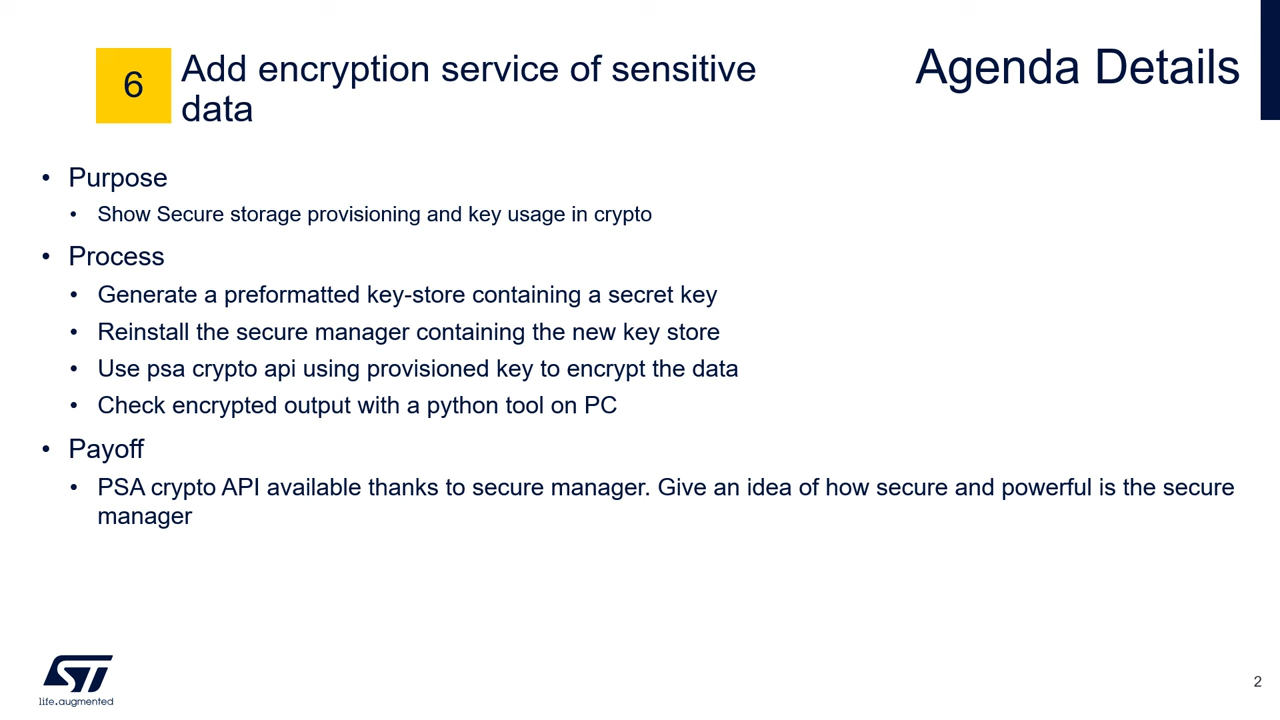 6
Add encryption service of sensitive
data
Agenda Details
• Purpose
• Show Secure storage provisioning and key usage in crypto
• Process
• Generate a preformatted key-store containing a secret key
• Reinstall the secure manager containing the new key store
• Use psa crypto api using provisioned key to encrypt the data
• Check encrypted output with a python tool on PC
• Payoff
• PSA crypto API available thanks to secure manager. Give an idea of how secure and powerful is the secure
manager
ST
life.augmented
2